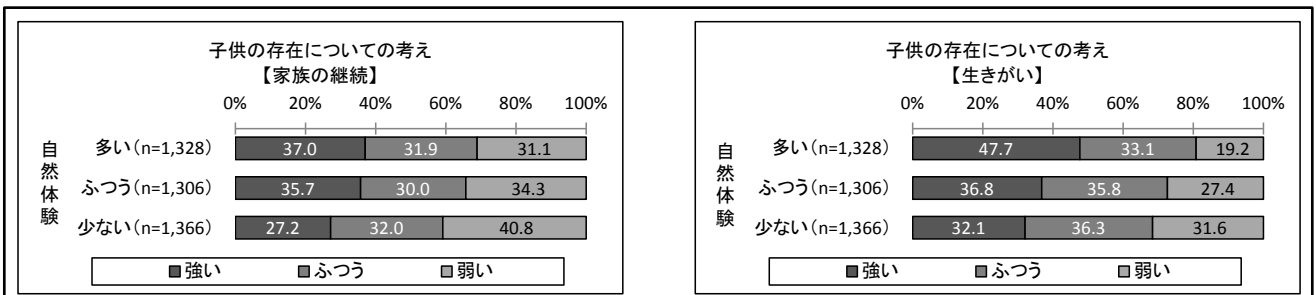 子供の存在についての考え
【家族の継続】
0% 20% 40% 60% 80% 100%
自然体験
多い(n=1,328) 37.0 31.9 31.1
ふつう(n=1,306) 35.7 30.0 34.3
少ない(n=1,366) 27.2 32.0 40.8
■強い ■ふつう ■弱い
子供の存在についての考え
【生きがい】
0% 20% 40% 60% 80% 100%
自然体験
多い(n=1,328) 47.7 33.1 19.2
ふつう(n=1,306) 36.8 35.8 27.4
少ない(n=1,366) 32.1 36.3 31.6
■強い ■ふつう ■弱い